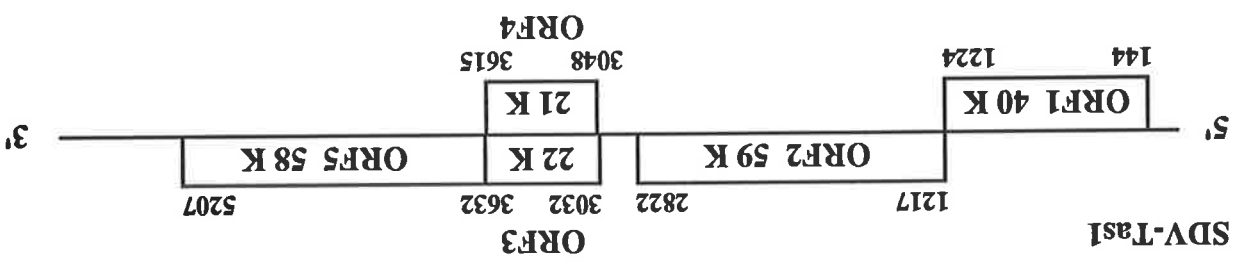 SDV-Tas1
ORF3
1217 2822 3032 3632 5207
5' ORF2 59 K 22 K ORF5 58 K 3'
ORF1 40 K 21 K
144 1224 3048 3615
ORF4